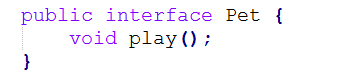 public interface Pet {
    void play();
}